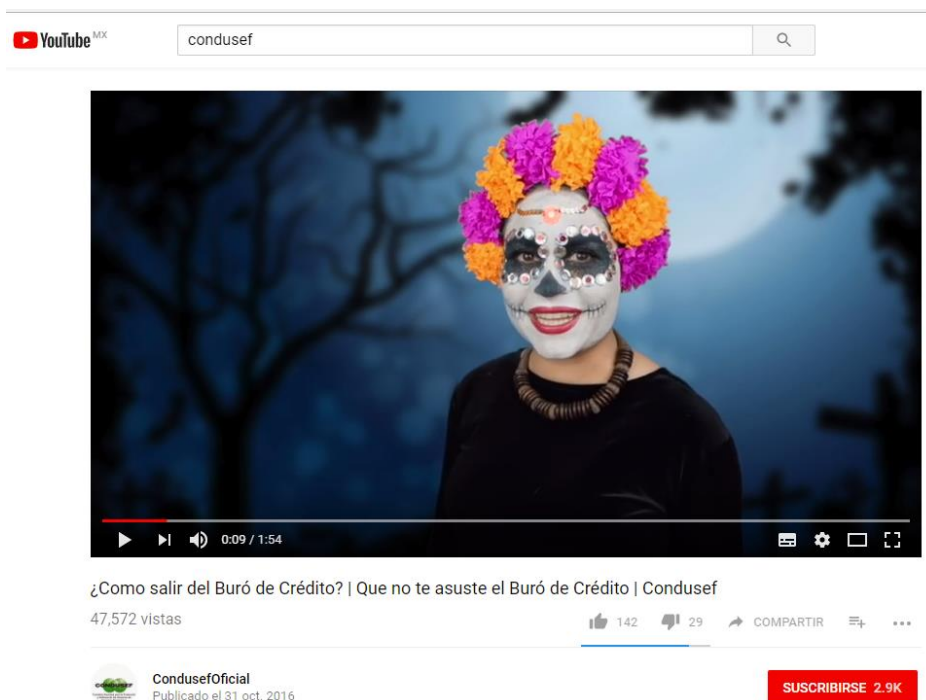 YouTube MX
condusef
0:09 / 1:54
¿Como salir del Buró de Crédito? | Que no te asuste el Buró de Crédito | Condusef
47,572 vistas
142
29
COMPARTIR
CONDUSEF
CondusefOficial
Publicado el 31 oct. 2016
SUSCRIBIRSE 2.9K